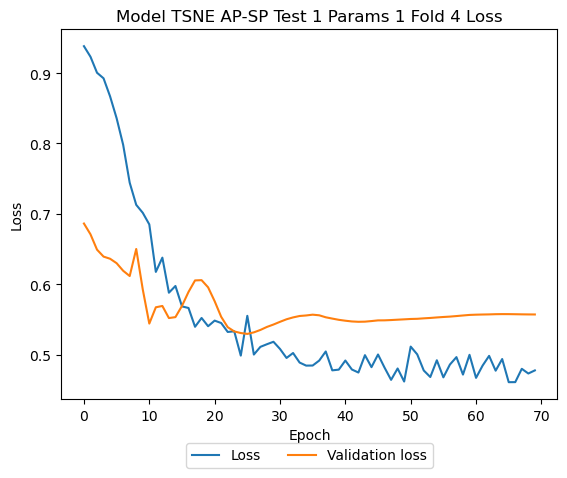 Model TSNE AP-SP Test 1 Params 1 Fold 4 Loss
0.9
0.8
0.7
0.6
0.5
Loss
0 10 20 30 40 50 60 70
Epoch
Loss Validation loss